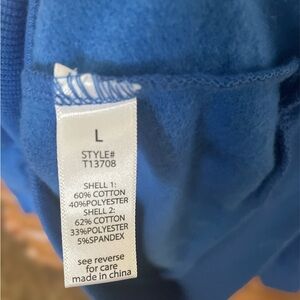 L
STYLE#
T13708
SHELL 1:
60% COTTON
40%POLYESTER
SHELL 2:
62% COTTON
33%POLYESTER
5%SPANDEX
see reverse
for care
made in china